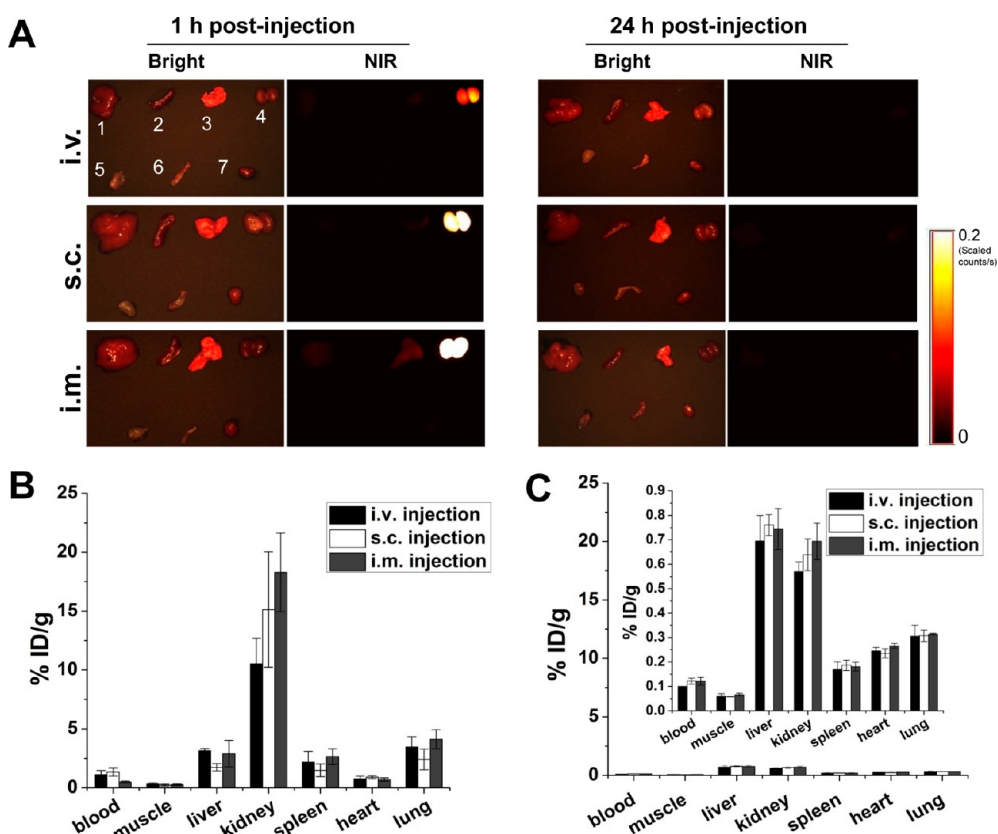 A
1 h post-injection
24 h post-injection
Bright
NIR
Bright
NIR
i.v.
1
2
3
4
5
6
7
s.c.
i.m.
0.2
(Scaled
counts/s)
0
B
25
20
15
10
5
0
% ID/g
i.v. injection
s.c. injection
i.m. injection
blood
muscle
liver
kidney
spleen
heart
lung
C
25
20
15
10
5
0
% ID/g
0.9
0.8
0.7
0.6
0.5
0.4
0.3
0.2
0.1
0.0
% ID/g
i.v. injection
s.c. injection
i.m. injection
blood
muscle
liver
kidney
spleen
heart
lung
blood
muscle
liver
kidney
spleen
heart
lung